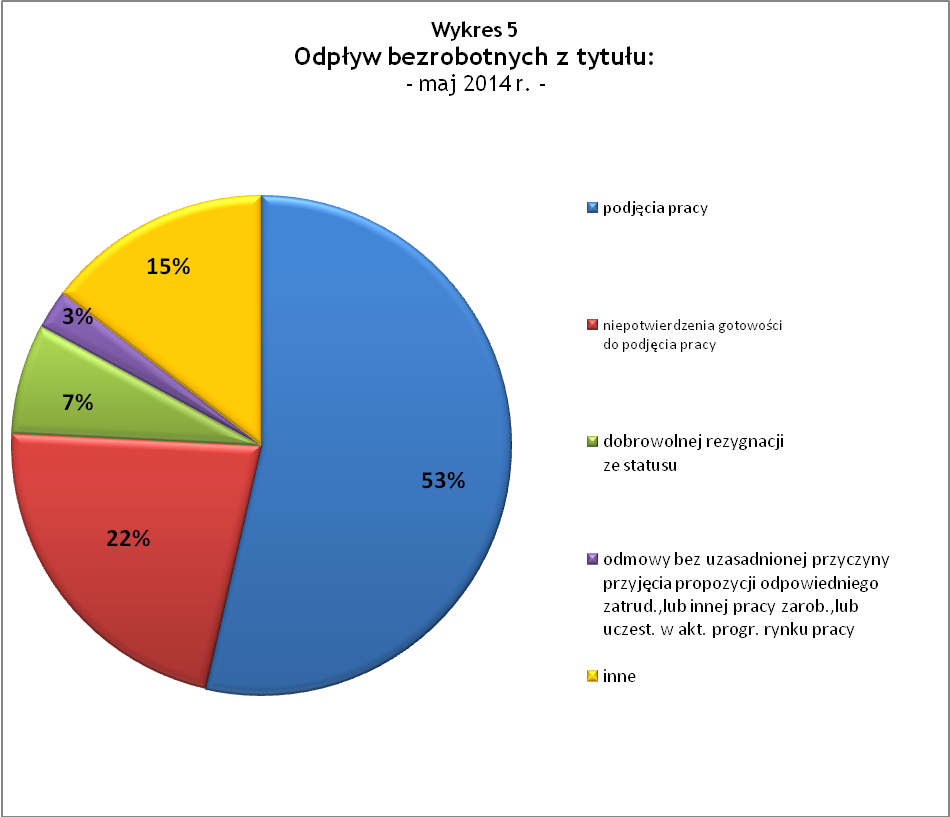 Wykres 5
Odpływ bezrobotnych z tytułu:
- maj 2014 r. -
15%
3%
7%
22%
53%
podjęcia pracy
niepotwierdzenia gotowości
do podjęcia pracy
dobrowolnej rezygnacji
ze statusu
odmowy bez uzasadnionej przyczyny
przyjęcia propozycji odpowiedniego
zatrud.,lub innej pracy zarob.,lub
uczest. w akt. progr. rynku pracy
inne